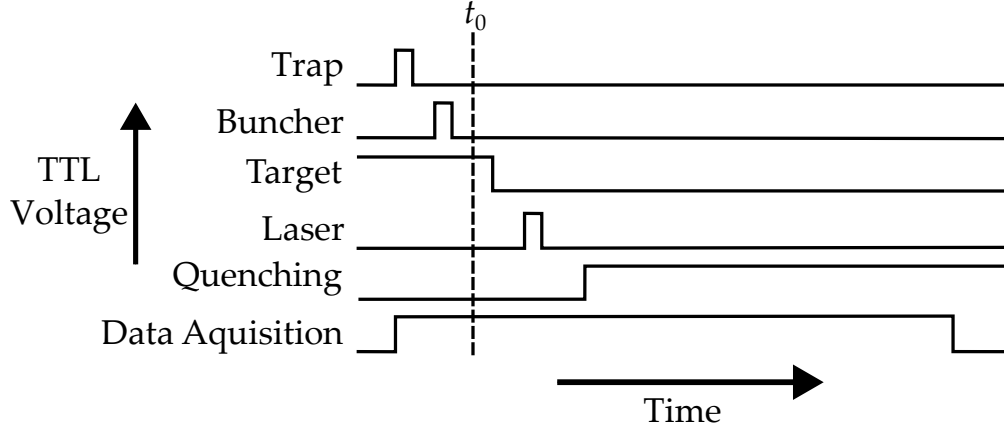 t0
Trap
Buncher
Target
Laser
Quenching
Data Aquisition
TTL
Voltage
Time